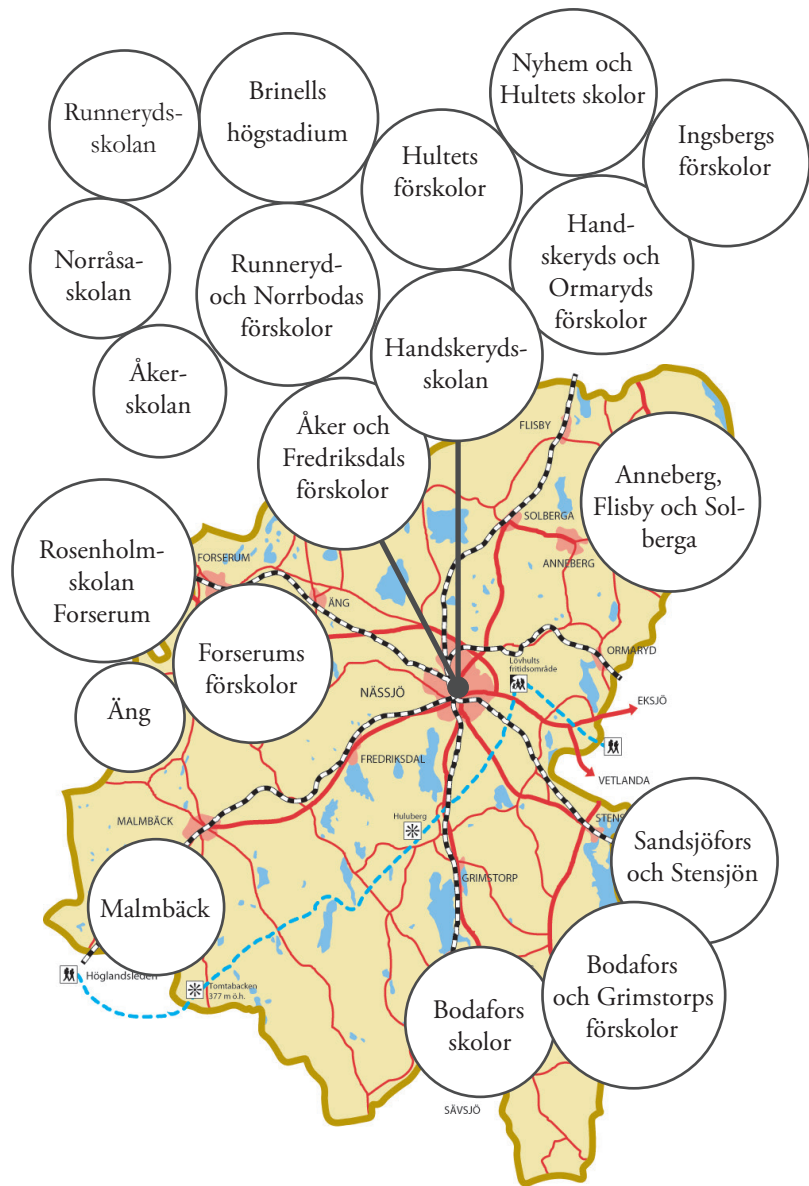 Nyhem och
Hultets skolor
Runneryds-
skolan
Brinells
högstadium
Hultets
förskolor
Ingsbergs
förskolor
Norråsa-
skolan
Runneryd-
och Norrbodas
förskolor
Hand-
skeryds och
Ormaryds
förskolor
Handskeryds-
skolan
Åker-
skolan
Åker och
Fredriksdals
förskolor
FLISBY
Anneberg,
Flisby och Sol-
berga
SOLBERGA
ANNEBERG
Rosenholm-
skolan
Forserum
FORSERUM
ÄNG
Forserums
förskolor
ORMARYD
Lövhults
fritidsområde
NÄSSJÖ
EKSJÖ
Äng
FREDRIKSDAL
VETLANDA
MALMBÄCK
Huluberg
STENS
Sandsjöfors
och Stensjön
GRIMSTORP
Malmbäck
Höglandsleden
Tomtabacken
377 m ö.h.
Bodafors
och Grimstorps
förskolor
Bodafors
skolor
SÄVSJÖ